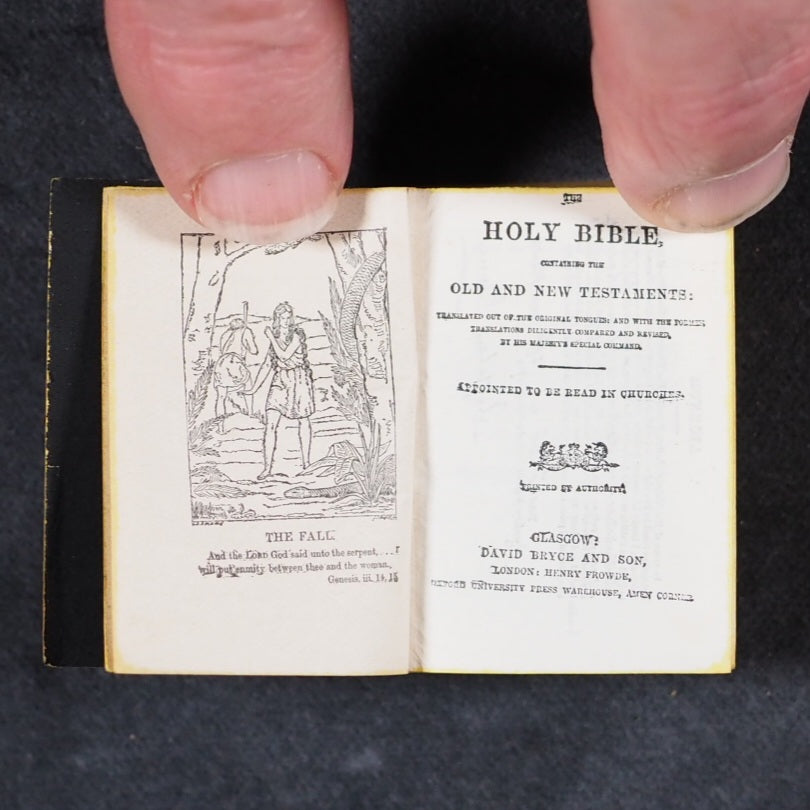 THE FALL.
And the LORD God said unto the serpent, . . . I
will put enmity between thee and the woman.
Genesis, iii. 14, 15
THE
HOLY BIBLE,
CONTAINING THE
OLD AND NEW TESTAMENTS:
TRANSLATED OUT OF THE ORIGINAL TONGUES: AND WITH THE FORMER
TRANSLATIONS DILIGENTLY COMPARED AND REVISED,
BY HIS MAJESTY'S SPECIAL COMMAND.
APPOINTED TO BE READ IN CHURCHES.
PRINTED BY AUTHORITY.
GLASGOW:
DAVID BRYCE AND SON,
LONDON: HENRY FROWDE,
OXFORD UNIVERSITY PRESS WAREHOUSE, AMEN CORNER